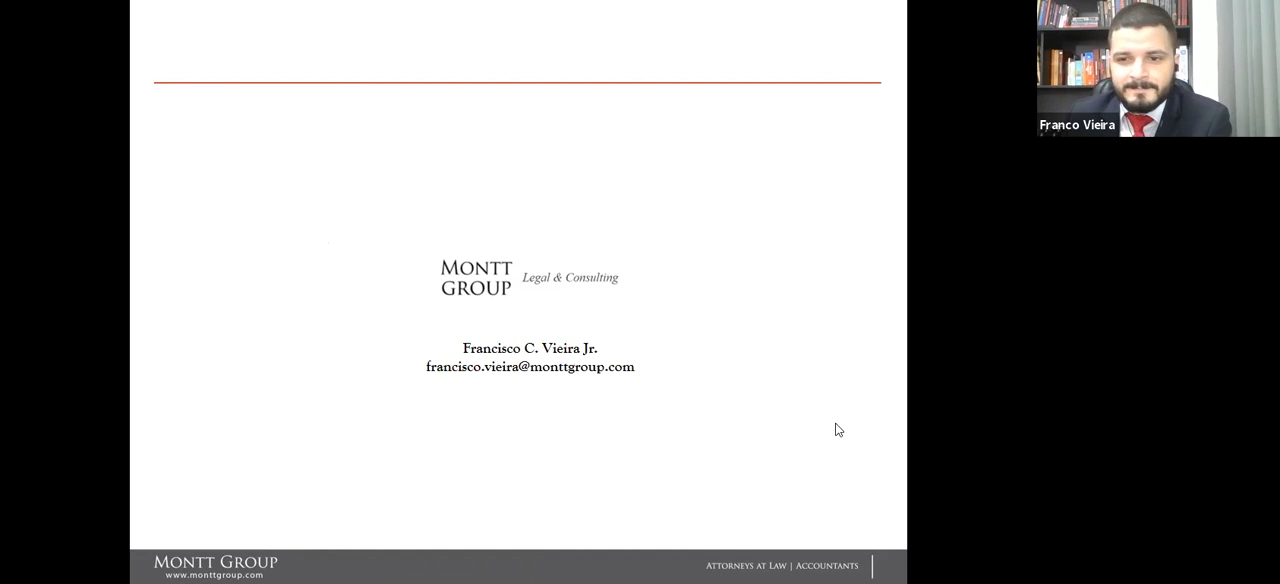 MONTT
GROUP
Legal & Consulting
Francisco C. Vieira Jr.
francisco.vieira@monttgroup.com
MONTT GROUP
www.monttgroup.com
ATTORNEYS AT LAW | ACCOUNTANTS
Franco Vieira